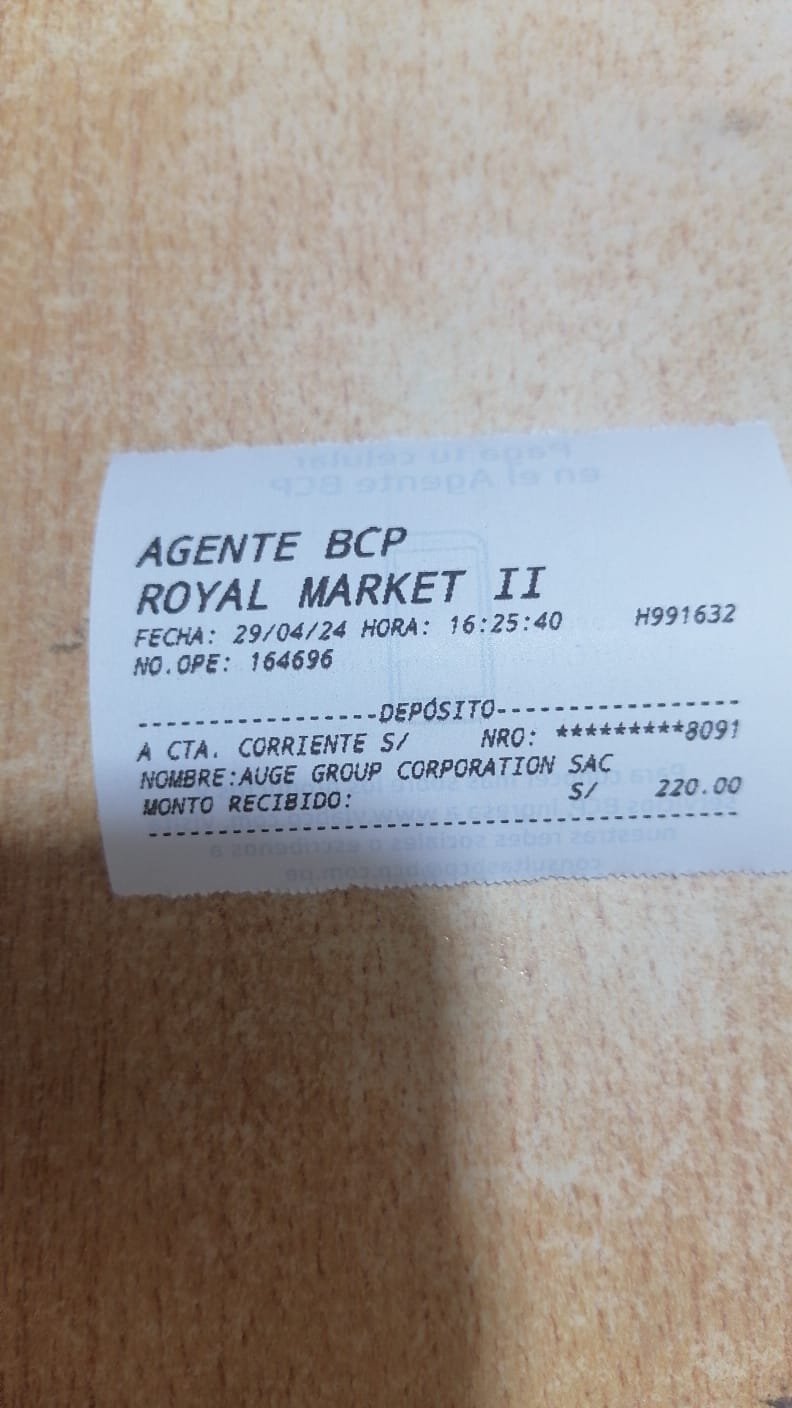 AGENTE BCP
ROYAL MARKET II
FECHA: 29/04/24 HORA: 16:25:40 H991632
NO.OPE: 164696
------------------DEPÓSITO------------------
A CTA. CORRIENTE S/ NRO: *********8091
NOMBRE:AUGE GROUP CORPORATION SAC
MONTO RECIBIDO: S/ 220.00